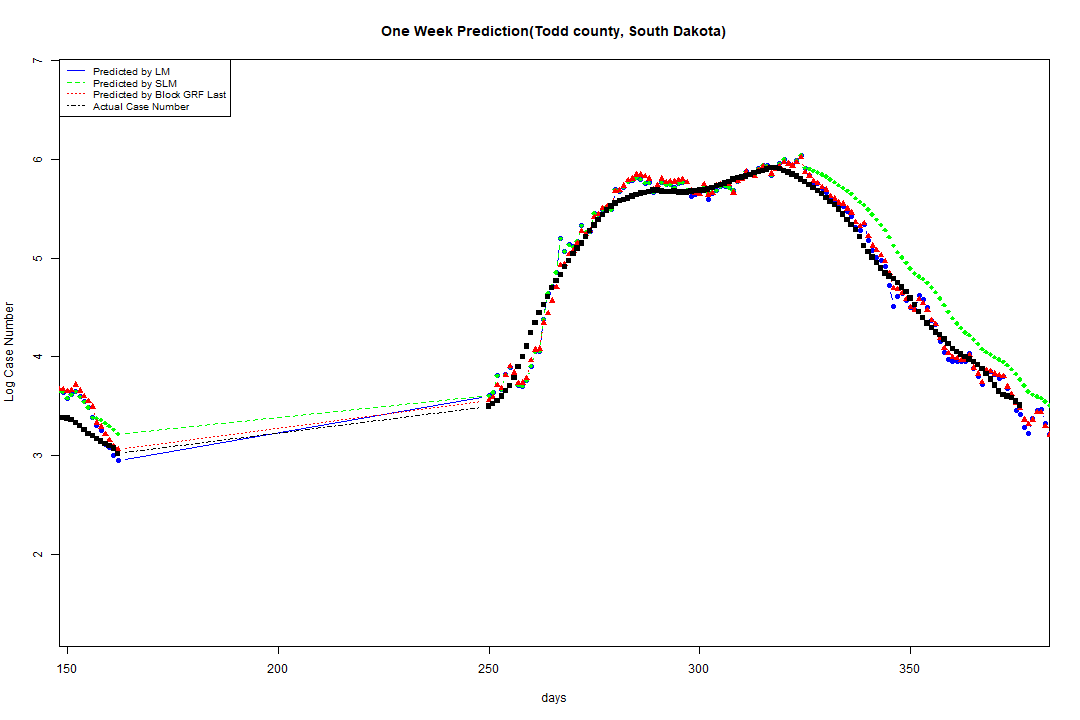 One Week Prediction(Todd county, South Dakota)
Predicted by LM
Predicted by SLM
Predicted by Block GRF Last
Actual Case Number
7
6
5
4
3
2
Log Case Number
150 200 250 300 350
days